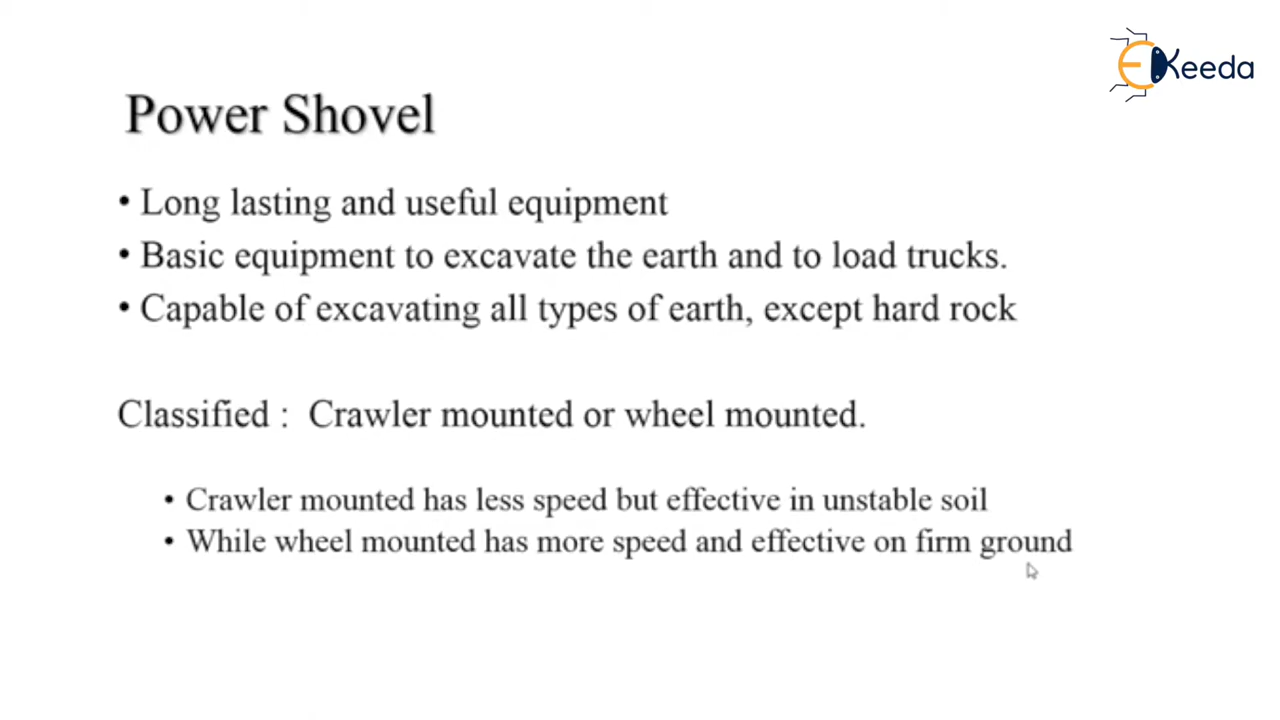 EKeeda
Power Shovel
• Long lasting and useful equipment
• Basic equipment to excavate the earth and to load trucks.
• Capable of excavating all types of earth, except hard rock
Classified : Crawler mounted or wheel mounted.
• Crawler mounted has less speed but effective in unstable soil
• While wheel mounted has more speed and effective on firm ground